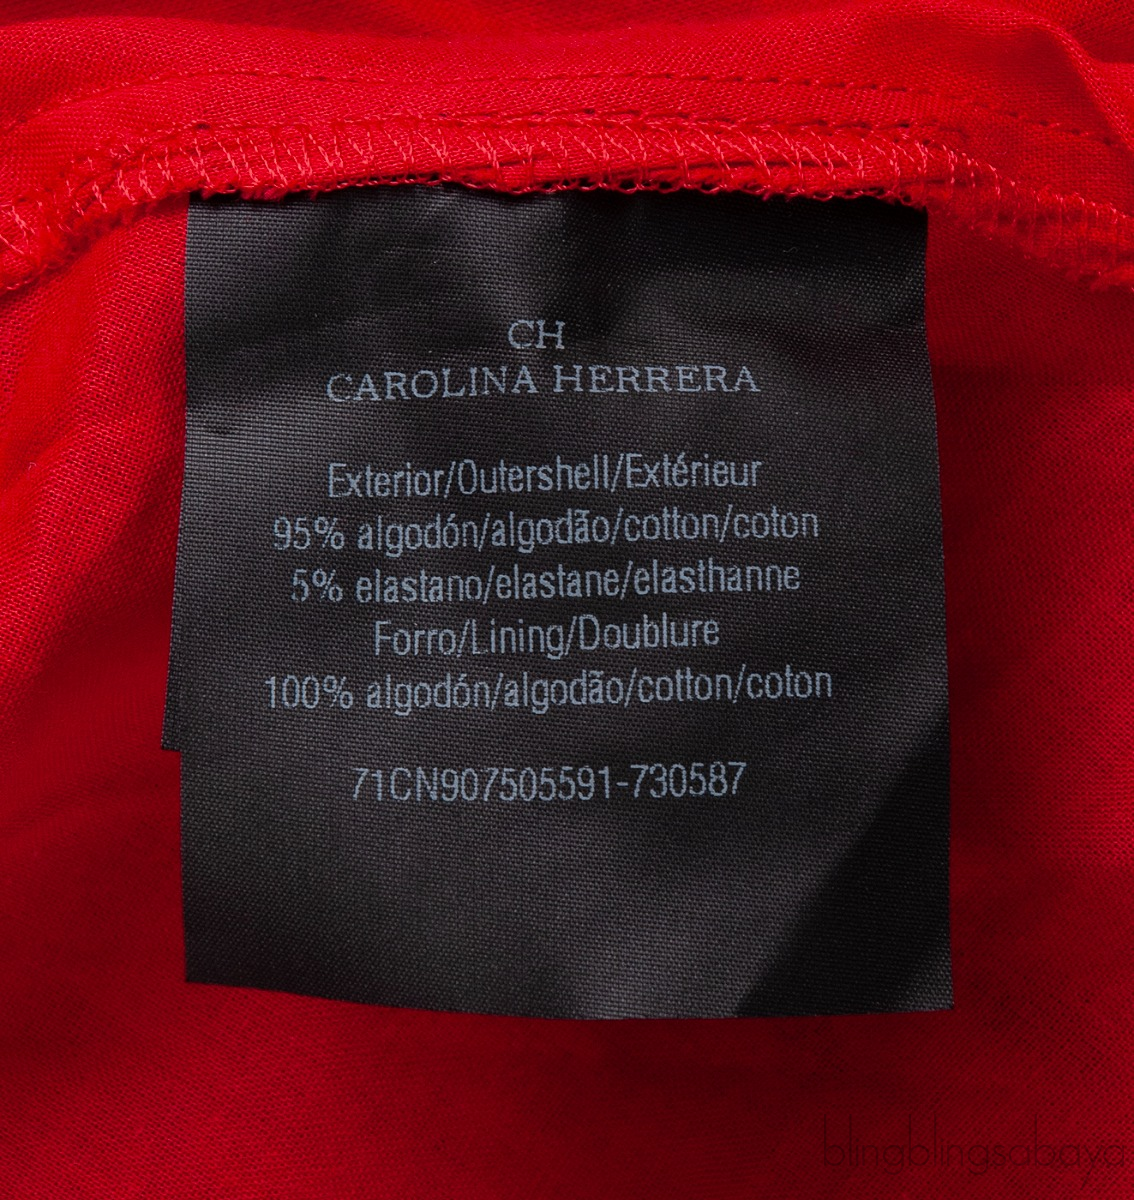 CH
CAROLINA HERRERA
Exterior/Outershell/Extérieur
95% algodón/algodão/cotton/coton
5% elastano/elastane/elasthanne
Forro/Lining/Doublure
100% algodón/algodão/cotton/coton
71CN907505591-730587
blingblingsabaya